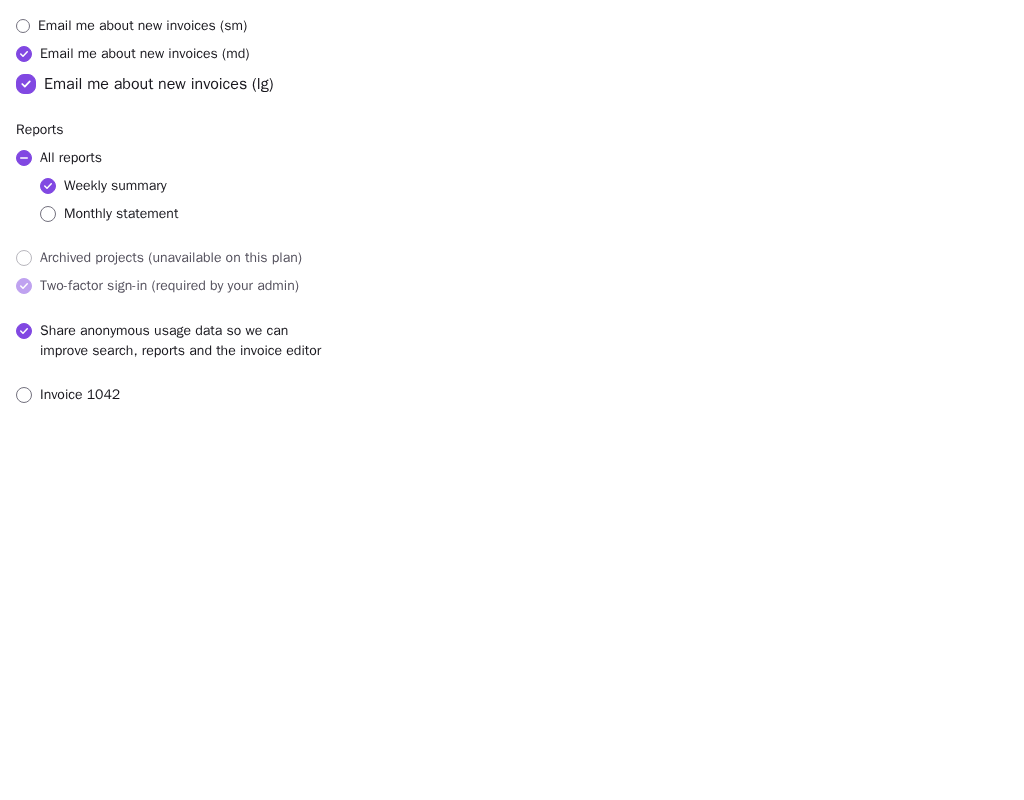 Email me about new invoices (sm)
Email me about new invoices (md)
Email me about new invoices (lg)
Reports
All reports
Weekly summary
Monthly statement
Archived projects (unavailable on this plan)
Two-factor sign-in (required by your admin)
Share anonymous usage data so we can
improve search, reports and the invoice editor
Invoice 1042